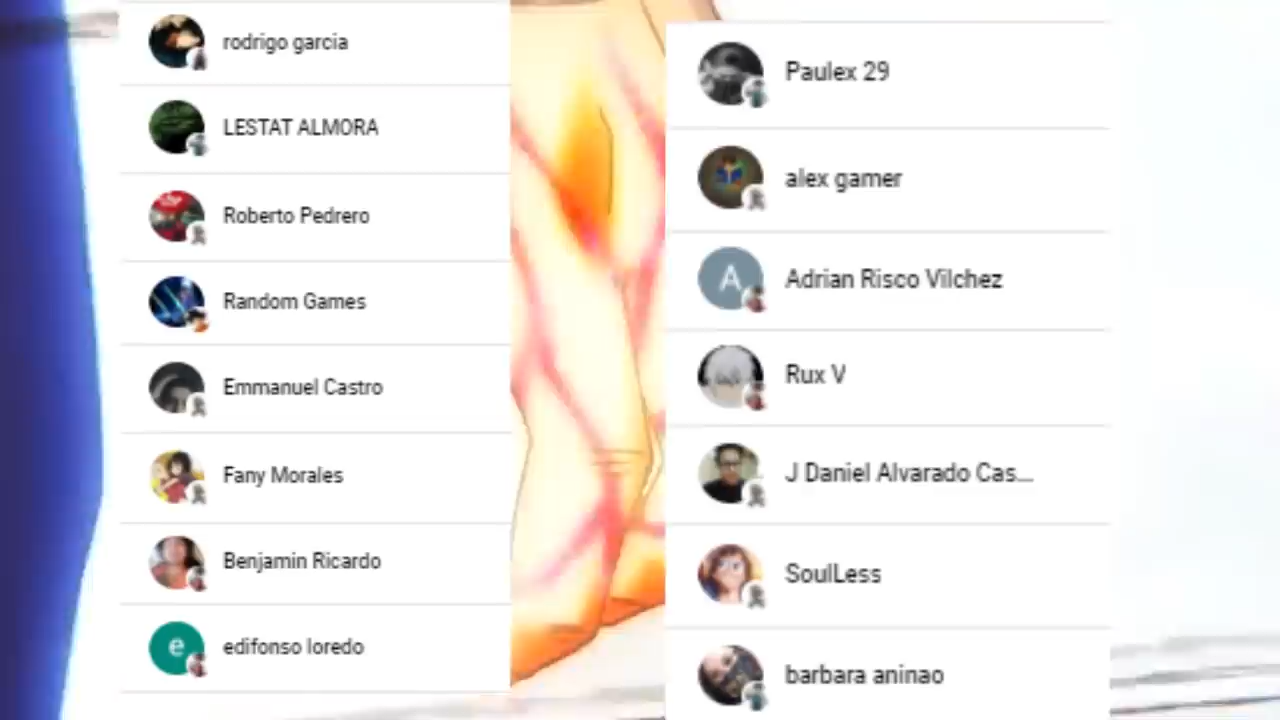 rodrigo garcia
LESTAT ALMORA
Roberto Pedrero
Random Games
Emmanuel Castro
Fany Morales
Benjamin Ricardo
e
edifonso loredo
Paulex 29
alex gamer
A
Adrian Risco Vilchez
Rux V
J Daniel Alvarado Cas...
SoulLess
barbara aninao